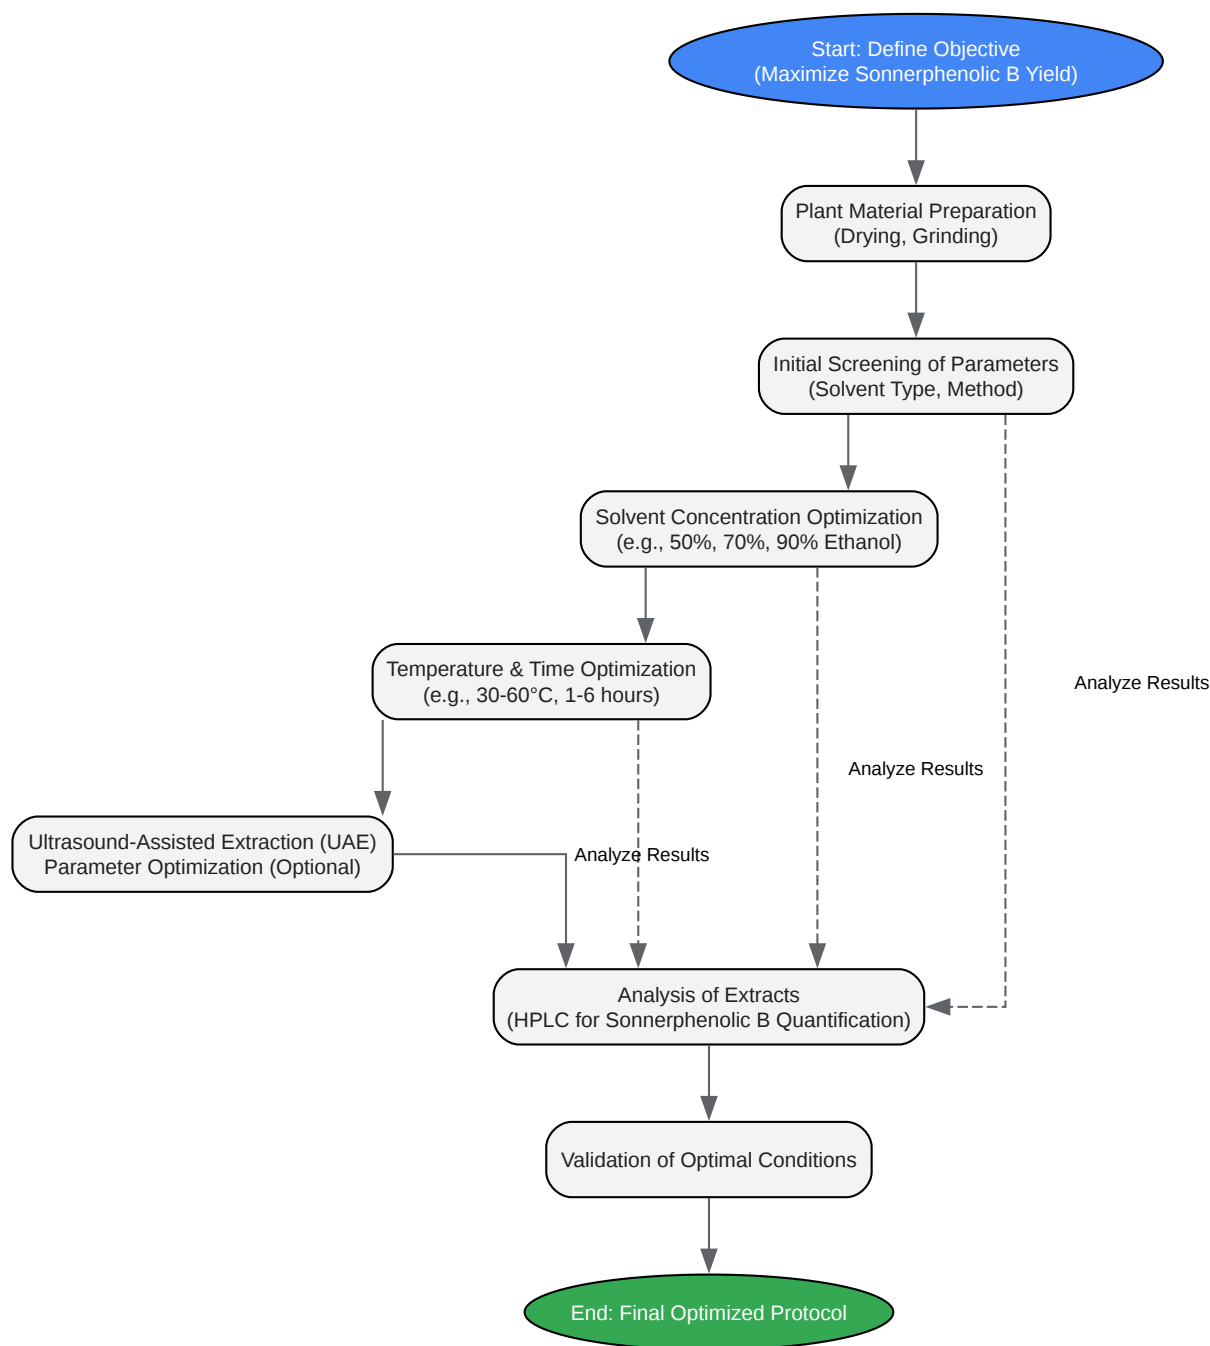 Start: Define Objective
(Maximize Sonnerphenolic B Yield)
Plant Material Preparation
(Drying, Grinding)
Initial Screening of Parameters
(Solvent Type, Method)
Solvent Concentration Optimization
(e.g., 50%, 70%, 90% Ethanol)
Temperature & Time Optimization
(e.g., 30-60°C, 1-6 hours)
Analyze Results
Analyze Results
Ultrasound-Assisted Extraction (UAE)
Parameter Optimization (Optional)
Analyze Results
Analysis of Extracts
(HPLC for Sonnerphenolic B Quantification)
Validation of Optimal Conditions
End: Final Optimized Protocol